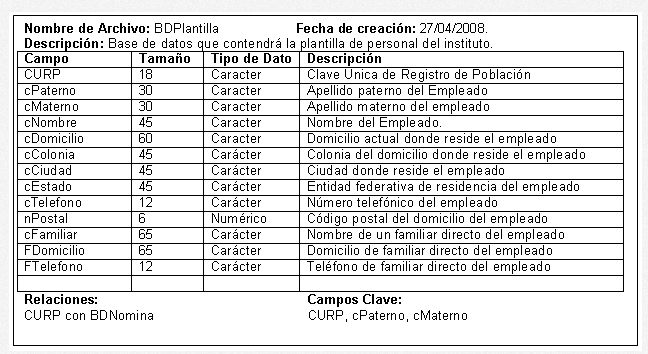 Nombre de Archivo: BDPlantilla Fecha de creación: 27/04/2008.
Descripción: Base de datos que contendrá la plantilla de personal del instituto.
Campo Tamaño Tipo de Dato Descripción
CURP 18 Caracter Clave Unica de Registro de Población
cPaterno 30 Caracter Apellido paterno del Empleado
cMaterno 30 Caracter Apellido materno del empleado
cNombre 45 Caracter Nombre del Empleado.
cDomicilio 60 Caracter Domicilio actual donde reside el empleado
cColonia 45 Carácter Colonia del domicilio donde reside el empleado
cCiudad 45 Carácter Ciudad donde reside el empleado
cEstado 45 Carácter Entidad federativa de residencia del empleado
cTelefono 12 Carácter Número telefónico del empleado
nPostal 6 Numérico Código postal del domicilio del empleado
cFamiliar 65 Carácter Nombre de un familiar directo del empleado
FDomicilio 65 Carácter Domicilio de familiar directo del empleado
FTelefono 12 Carácter Teléfono de familiar directo del empleado
Relaciones: Campos Clave:
CURP con BDNomina CURP, cPaterno, cMaterno